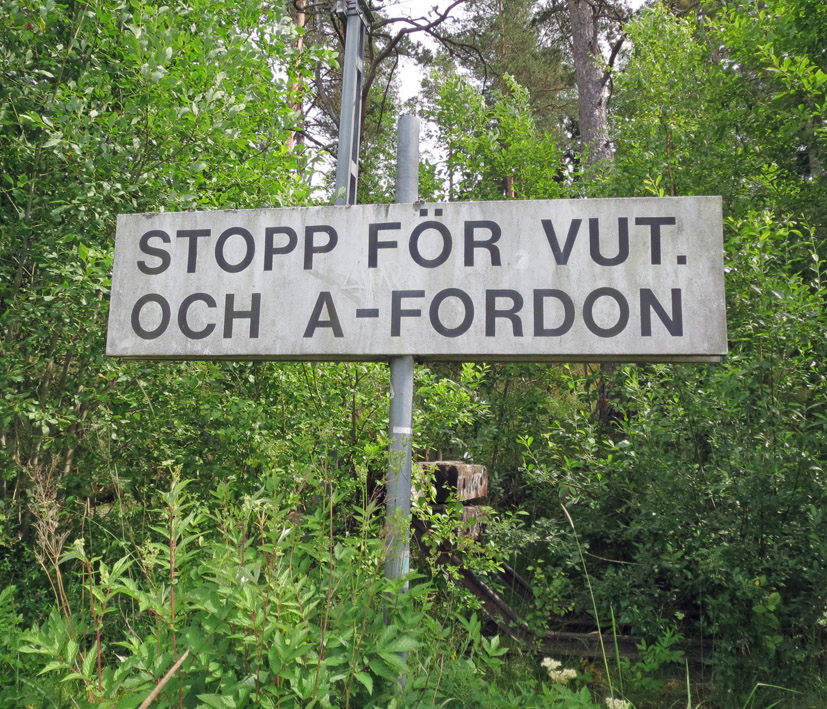 STOPP FÖR VUT.
OCH A-FORDON